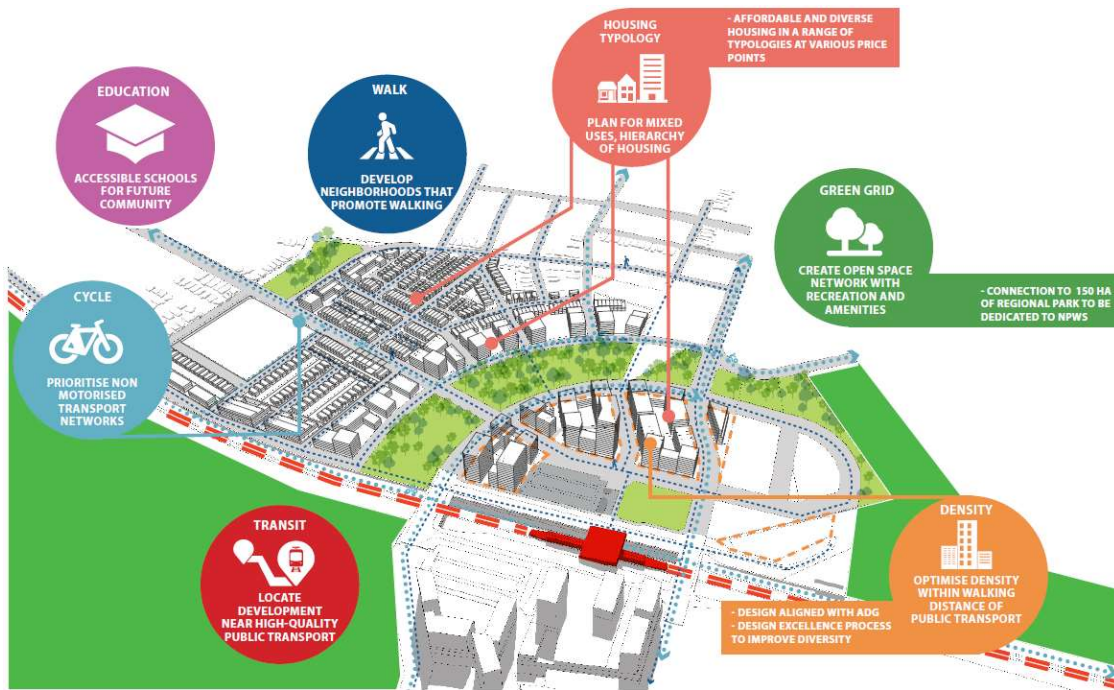 EDUCATION
ACCESSIBLE SCHOOLS
FOR FUTURE
COMMUNITY
WALK
DEVELOP
NEIGHBORHOODS THAT
PROMOTE WALKING
HOUSING
TYPOLOGY
PLAN FOR MIXED
USES, HIERARCHY
OF HOUSING
- AFFORDABLE AND DIVERSE
HOUSING IN A RANGE OF
TYPOLOGIES AT VARIOUS PRICE
POINTS
GREEN GRID
CREATE OPEN SPACE
NETWORK WITH
RECREATION AND
AMENITIES
- CONNECTION TO 150 HA
OF REGIONAL PARK TO BE
DEDICATED TO NPWS
CYCLE
PRIORITISE NON
MOTORISED
TRANSPORT
NETWORKS
TRANSIT
LOCATE
DEVELOPMENT
NEAR HIGH-QUALITY
PUBLIC TRANSPORT
DENSITY
OPTIMISE DENSITY
WITHIN WALKING
DISTANCE OF
PUBLIC TRANSPORT
- DESIGN ALIGNED WITH ADG
- DESIGN EXCELLENCE PROCESS
TO IMPROVE DIVERSITY